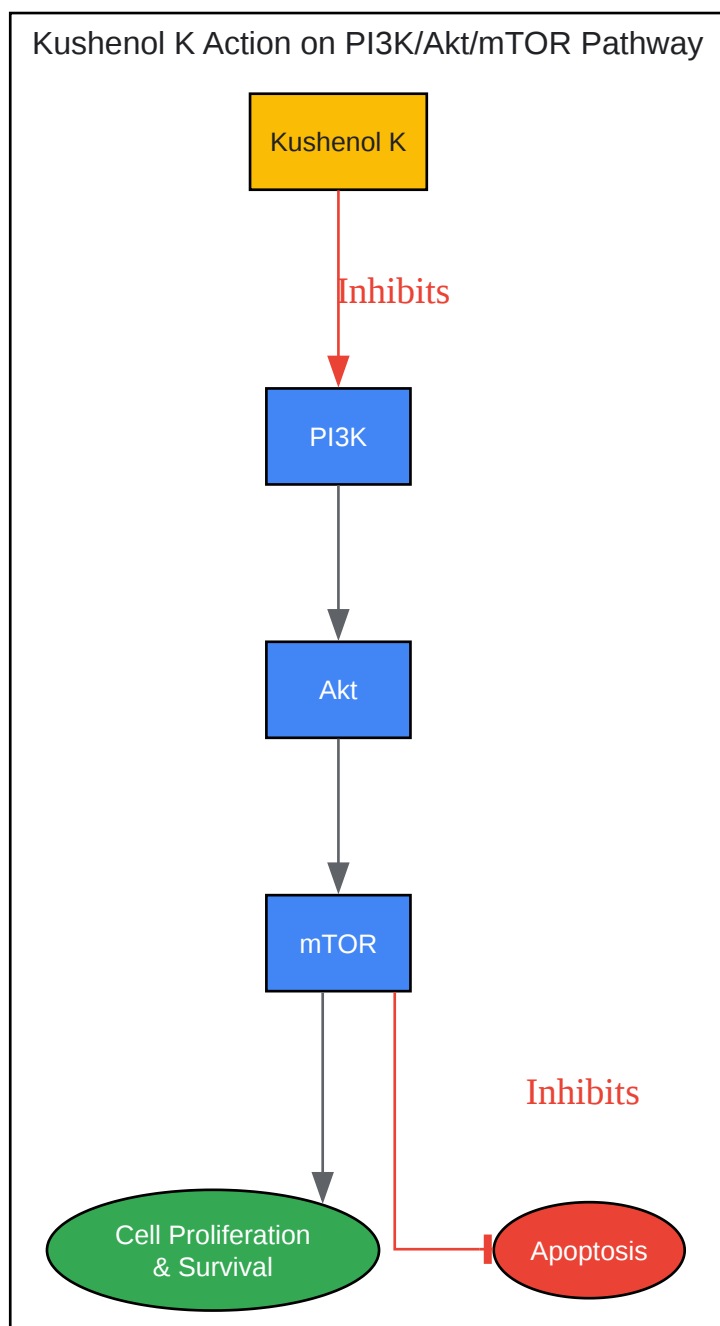 Kushenol K Action on PI3K/Akt/mTOR Pathway
Kushenol K
Inhibits
PI3K
Akt
mTOR
Inhibits
Cell Proliferation
& Survival
Apoptosis